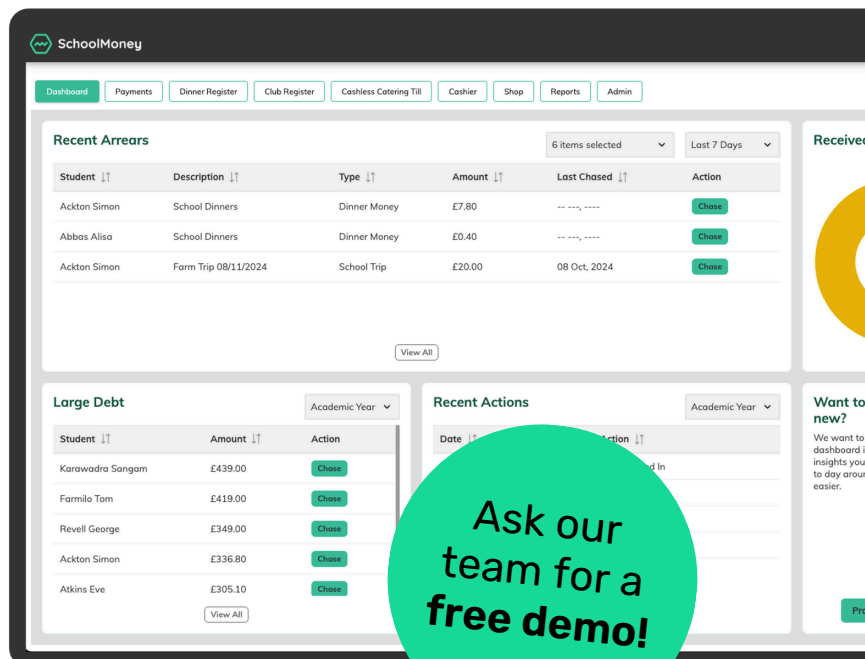 SchoolMoney
Dashboard Payments Dinner Register Club Register Cashless Catering Till Cashier Shop Reports Admin
Recent Arrears 6 items selected Last 7 Days
Student Description Type Amount Last Chased Action
Ackton Simon School Dinners Dinner Money £7.80 -- ---, ---- Chase
Abbas Alisa School Dinners Dinner Money £0.40 -- ---, ---- Chase
Ackton Simon Farm Trip 08/11/2024 School Trip £20.00 08 Oct, 2024 Chase
View All
Received
Large Debt Academic Year
Student Amount Action
Karawadra Sangam £439.00 Chase
Farmilo Tom £419.00 Chase
Revell George £349.00 Chase
Ackton Simon £336.80 Chase
Atkins Eve £305.10 Chase
View All
Recent Actions Academic Year
Date Action
In
Want to
new?
We want to
dashboard i
insights you
to day aroun
easier.
Pro
Ask our
team for a
free demo!